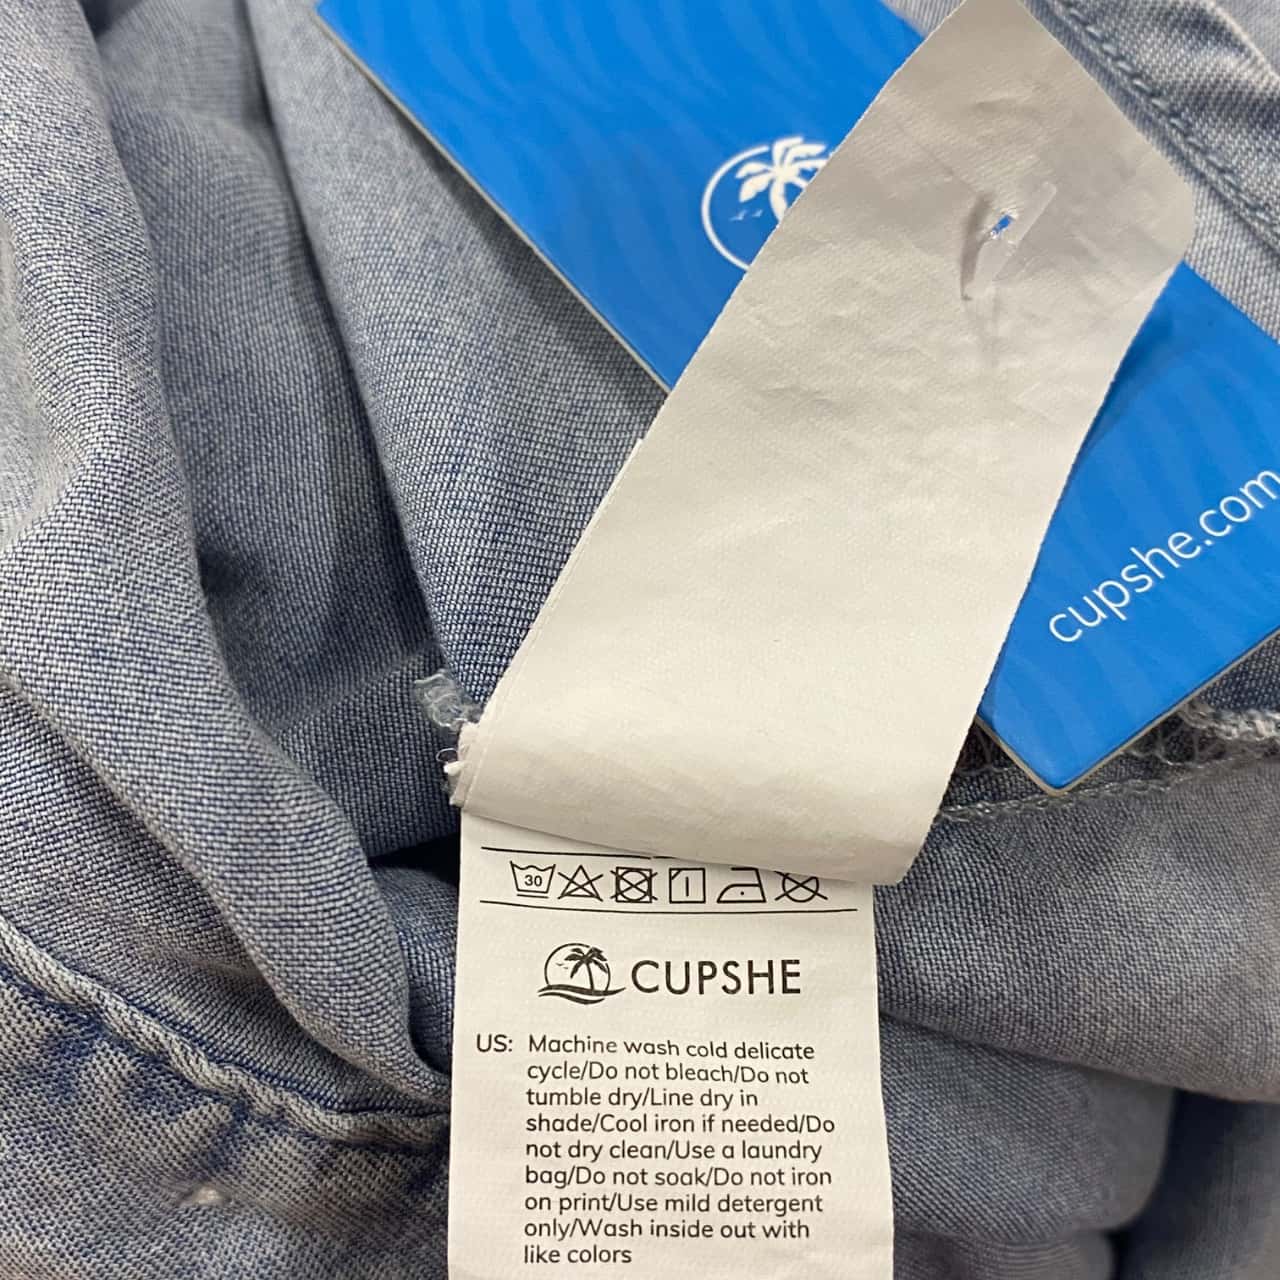 cupshe.com
30
CUPSHE
US: Machine wash cold delicate
cycle/Do not bleach/Do not
tumble dry/Line dry in
shade/Cool iron if needed/Do
not dry clean/Use a laundry
bag/Do not soak/Do not iron
on print/Use mild detergent
only/Wash inside out with
like colors